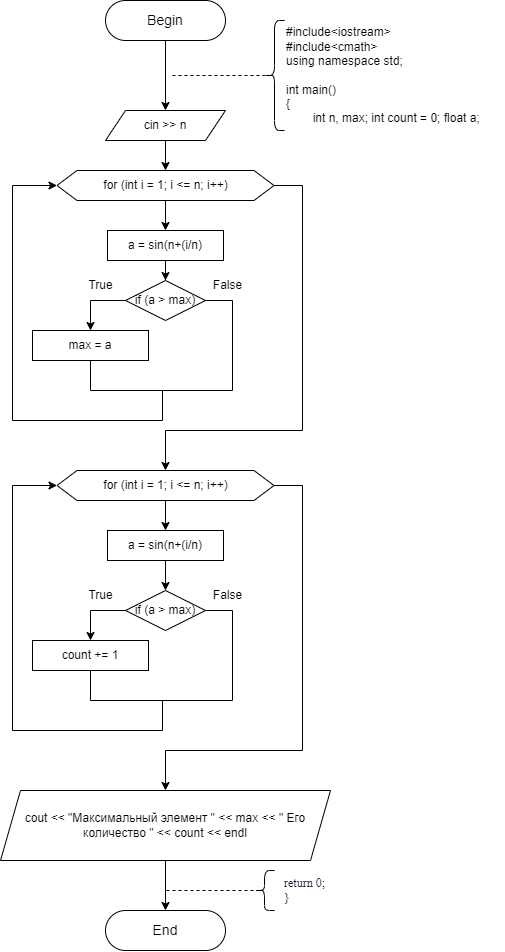 Begin
#include<iostream>
#include<cmath>
using namespace std;
int main()
{
int n, max; int count = 0; float a;
cin >> n
for (int i = 1; i <= n; i++)
a = sin(n+(i/n)
True
False
if (a > max)
max = a
for (int i = 1; i <= n; i++)
a = sin(n+(i/n)
True
False
if (a > max)
count += 1
cout << "Максимальный элемент " << max << " Его
количество " << count << endl
return 0;
}
End